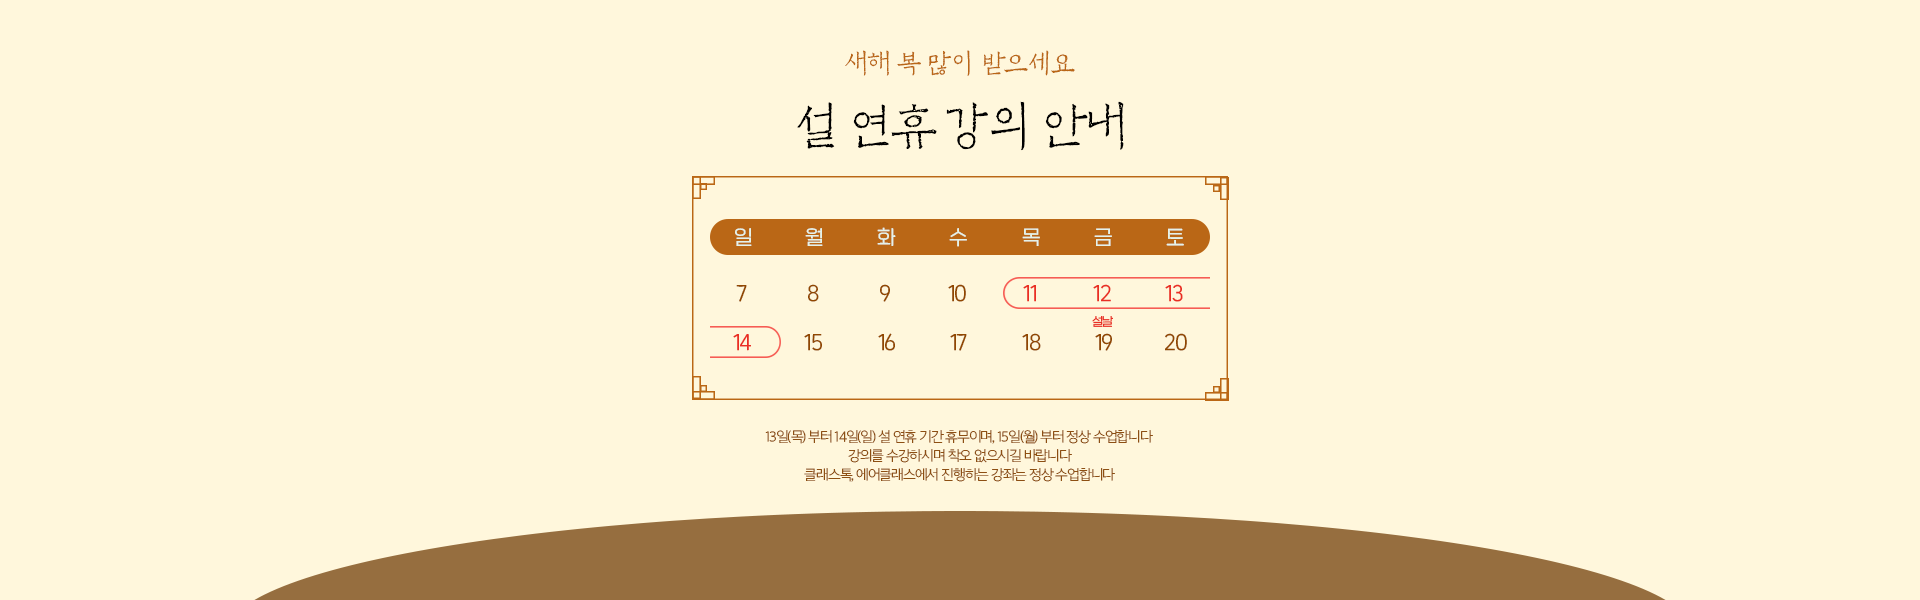 새해 복 많이 받으세요
설 연휴 강의 안내
일 월 화 수 목 금 토
7 8 9 10 11 12 13
설날
14 15 16 17 18 19 20
13일(목) 부터 14일(일) 설 연휴 기간 휴무이며, 15일(월) 부터 정상 수업합니다
강의를 수강하시며 착오 없으시길 바랍니다
클래스톡, 에어클래스에서 진행하는 강좌는 정상 수업합니다